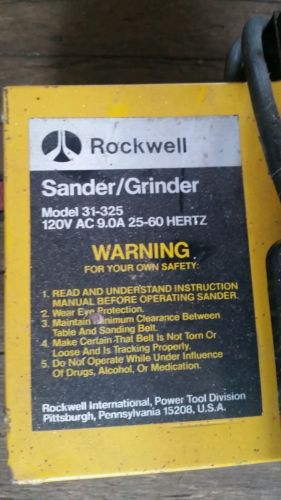 Rockwell
Sander/Grinder
Model 31-325
120V AC 9.0A 25-60 HERTZ
WARNING
FOR YOUR OWN SAFETY:
1. READ AND UNDERSTAND INSTRUCTION
MANUAL BEFORE OPERATING SANDER.
2. Wear Eye Protection.
3. Maintain Minimum Clearance Between
Table And Sanding Belt.
4. Make Certain That Belt Is Not Torn Or
Loose And Is Tracking Properly.
5. Do Not Operate While Under Influence
Of Drugs, Alcohol, Or Medication.
Rockwell International, Power Tool Division
Pittsburgh, Pennsylvania 15208, U.S.A.